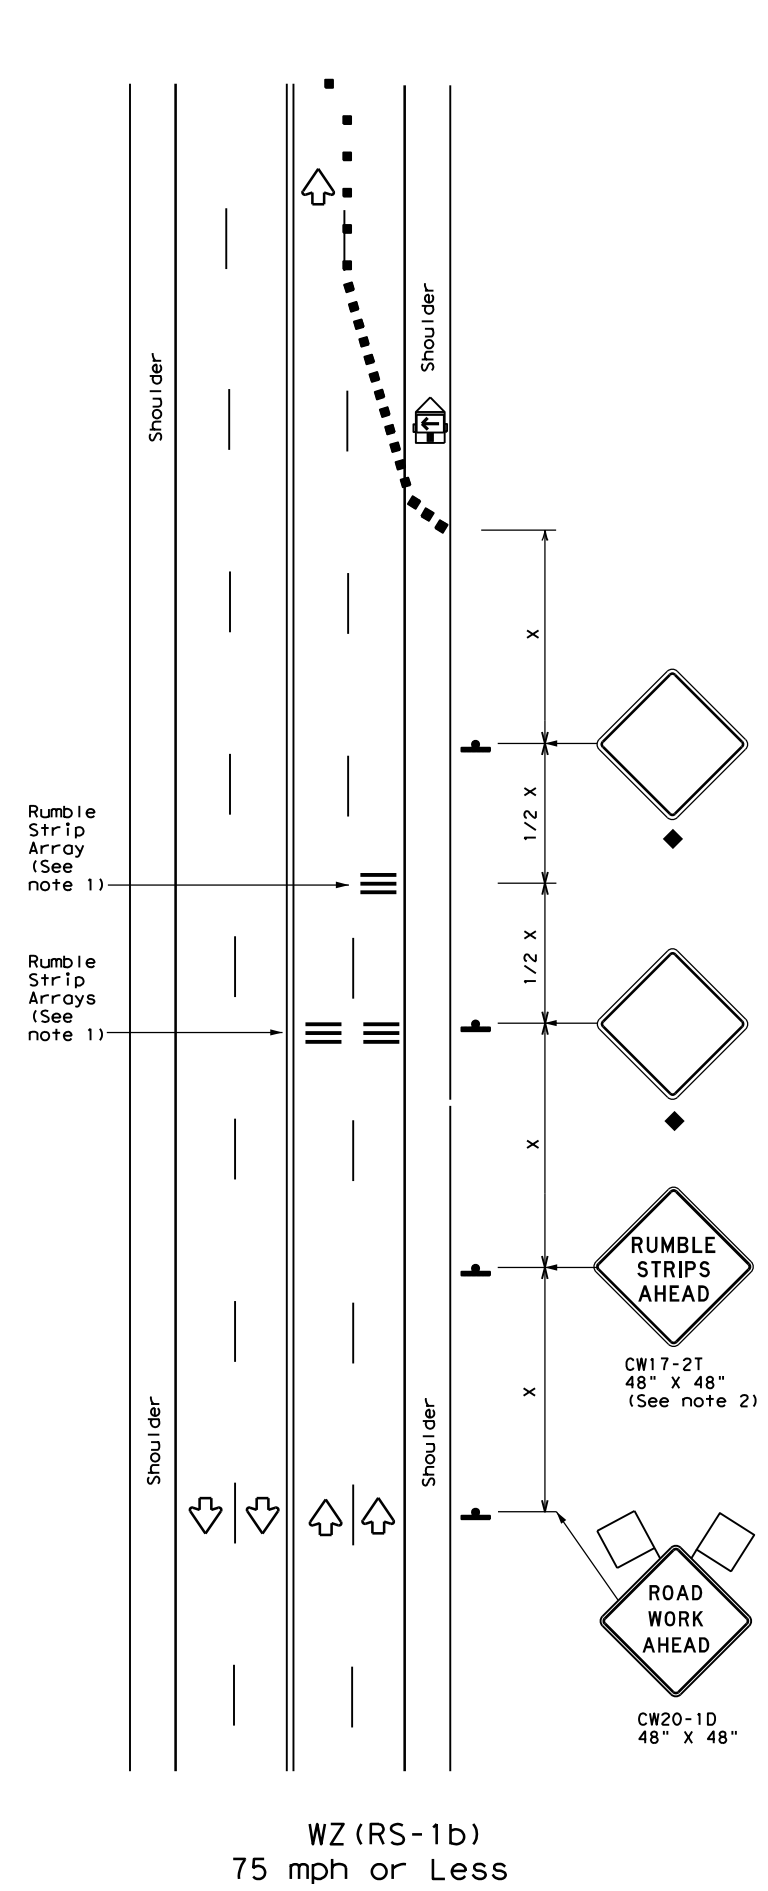 Shoulder
Shoulder
X
1/2 X
Rumble
Strip
Array
(See
note 1)
1/2 X
Rumble
Strip
Arrays
(See
note 1)
X
RUMBLE
STRIPS
AHEAD
CW17-2T
48" X 48"
(See note 2)
X
Shoulder
Shoulder
ROAD
WORK
AHEAD
CW20-1D
48" X 48"
WZ(RS-1b)
75 mph or Less